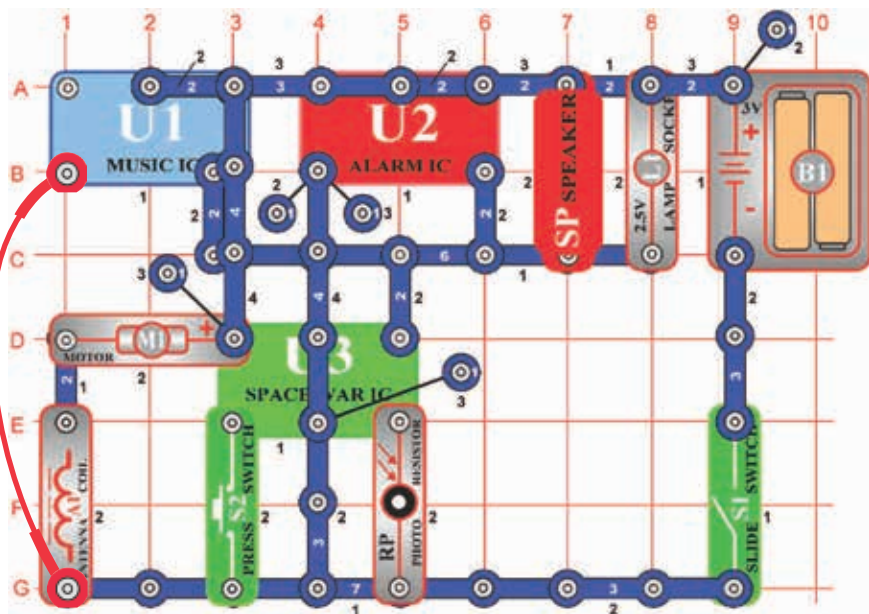 1 2 3 4 5 6 7 8 9 10
A
B
C
D
E
F
G
U1
MUSIC IC
U2
ALARM IC
U3
SPACE WAR IC
SP SPEAKER
L1
2.5V
LAMP SOCKE
3V
+
-
B1
M1
+
MOTOR
A1
ANTENNA COIL
S2
PRESS SWITCH
RP
PHOTO RESISTOR
S1
SLIDE SWITCH